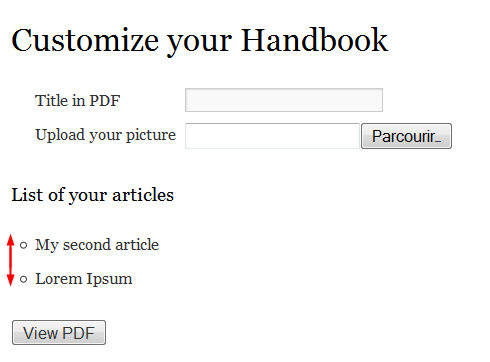 Customize your Handbook
Title in PDF
Upload your picture Parcourir...
List of your articles
My second article
Lorem Ipsum
View PDF